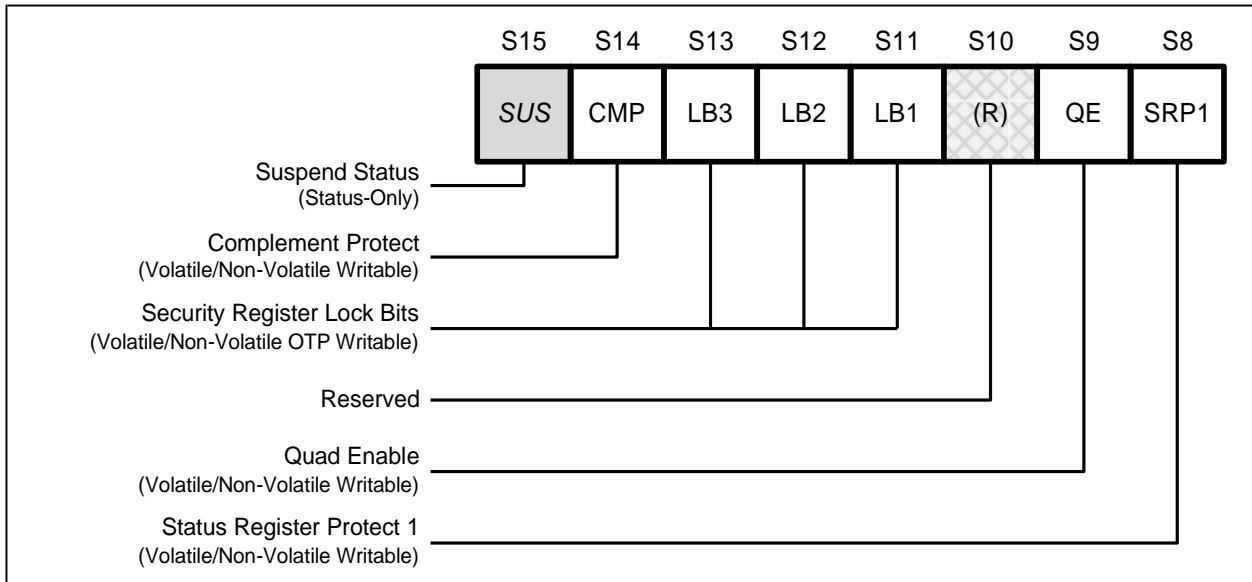 S15 S14 S13 S12 S11 S10 S9 S8
SUS CMP LB3 LB2 LB1 (R) QE SRP1
Suspend Status
(Status-Only)
Complement Protect
(Volatile/Non-Volatile Writable)
Security Register Lock Bits
(Volatile/Non-Volatile OTP Writable)
Reserved
Quad Enable
(Volatile/Non-Volatile Writable)
Status Register Protect 1
(Volatile/Non-Volatile Writable)